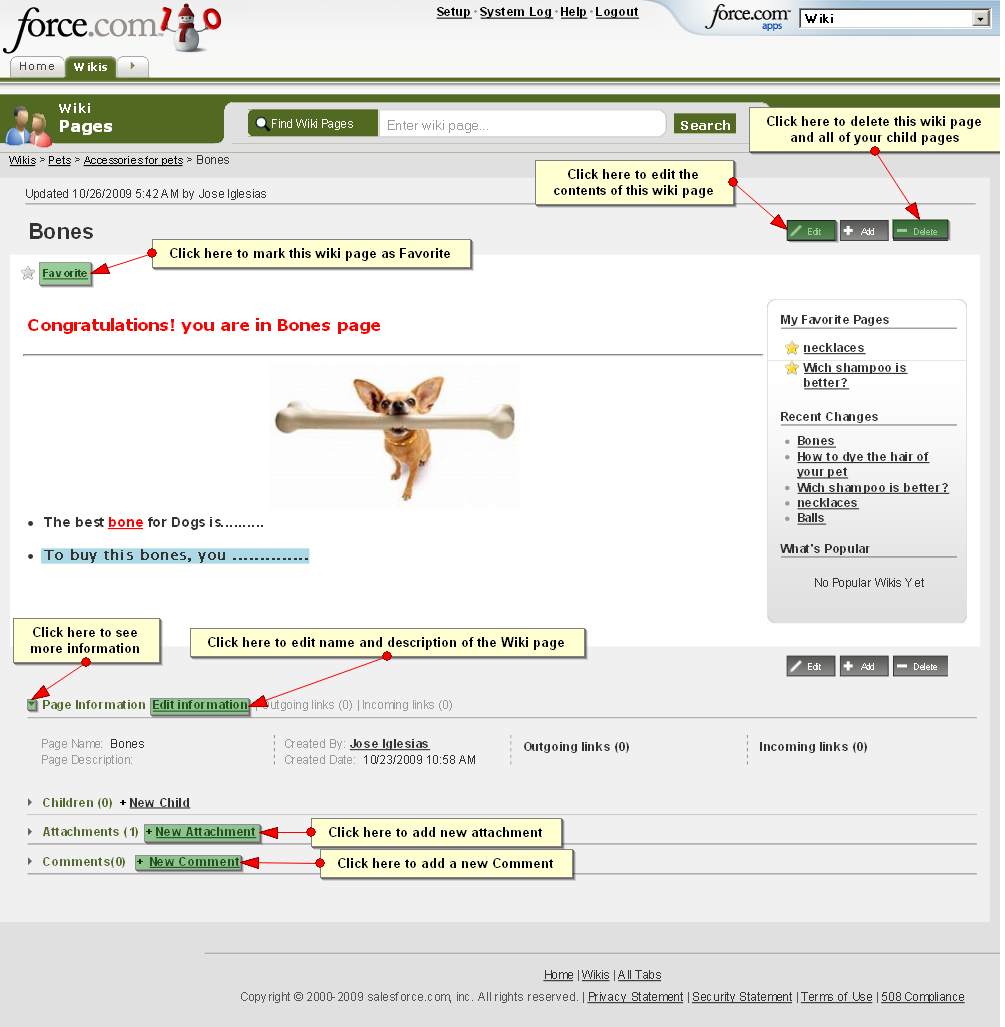 force.com 10
Setup · System Log · Help · Logout
force.com apps
Wiki
Home Wikis
Wiki
Pages
Find Wiki Pages Enter wiki page... Search
Click here to delete this wiki page
and all of your child pages
Wikis > Pets > Accessories for pets > Bones
Click here to edit the
contents of this wiki page
Updated 10/26/2009 5:42 AM by Jose Iglesias
Bones
Edit Add Delete
Click here to mark this wiki page as Favorite
Favorite
Congratulations! you are in Bones page
My Favorite Pages
necklaces
Wich shampoo is
better?
Recent Changes
Bones
How to dye the hair of
your pet
Wich shampoo is better?
necklaces
Balls
What's Popular
No Popular Wikis Yet
• The best bone for Dogs is..........
• To buy this bones, you ..............
Click here to see
more information
Click here to edit name and description of the Wiki page
Edit Add Delete
Page Information Edit information | Outgoing links (0) | Incoming links (0)
Page Name: Bones
Page Description:
Created By: Jose Iglesias
Created Date: 10/23/2009 10:58 AM
Outgoing links (0)
Incoming links (0)
Children (0) + New Child
Attachments (1) + New Attachment
Click here to add new attachment
Comments(0) + New Comment
Click here to add a new Comment
Home | Wikis | All Tabs
Copyright © 2000-2009 salesforce.com, inc. All rights reserved. | Privacy Statement | Security Statement | Terms of Use | 508 Compliance